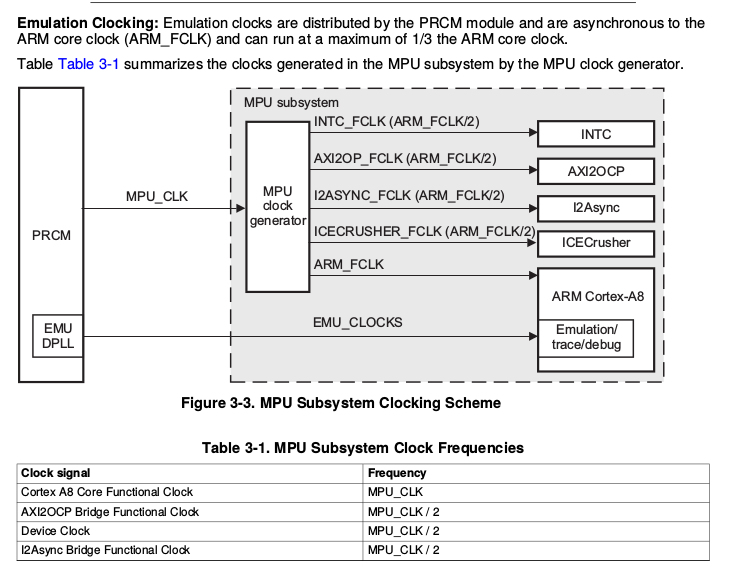 Emulation Clocking: Emulation clocks are distributed by the PRCM module and are asynchronous to the
ARM core clock (ARM_FCLK) and can run at a maximum of 1/3 the ARM core clock.
Table Table 3-1 summarizes the clocks generated in the MPU subsystem by the MPU clock generator.
MPU subsystem
INTC_FCLK (ARM_FCLK/2)
INTC
AXI2OP_FCLK (ARM_FCLK/2)
AXI2OCP
MPU_CLK
MPU
clock
generator
I2ASYNC_FCLK (ARM_FCLK/2)
I2Async
PRCM
ICECRUSHER_FCLK (ARM_FCLK/2)
ICECrusher
ARM_FCLK
ARM Cortex-A8
EMU
DPLL
EMU_CLOCKS
Emulation/
trace/debug
Figure 3-3. MPU Subsystem Clocking Scheme
Table 3-1. MPU Subsystem Clock Frequencies
Clock signal Frequency
Cortex A8 Core Functional Clock MPU_CLK
AXI2OCP Bridge Functional Clock MPU_CLK / 2
Device Clock MPU_CLK / 2
I2Async Bridge Functional Clock MPU_CLK / 2